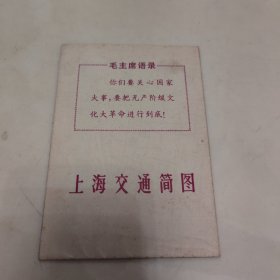 毛主席语录
你们要关心国家
大事，要把无产阶级文
化大革命进行到底！
上海交通简图